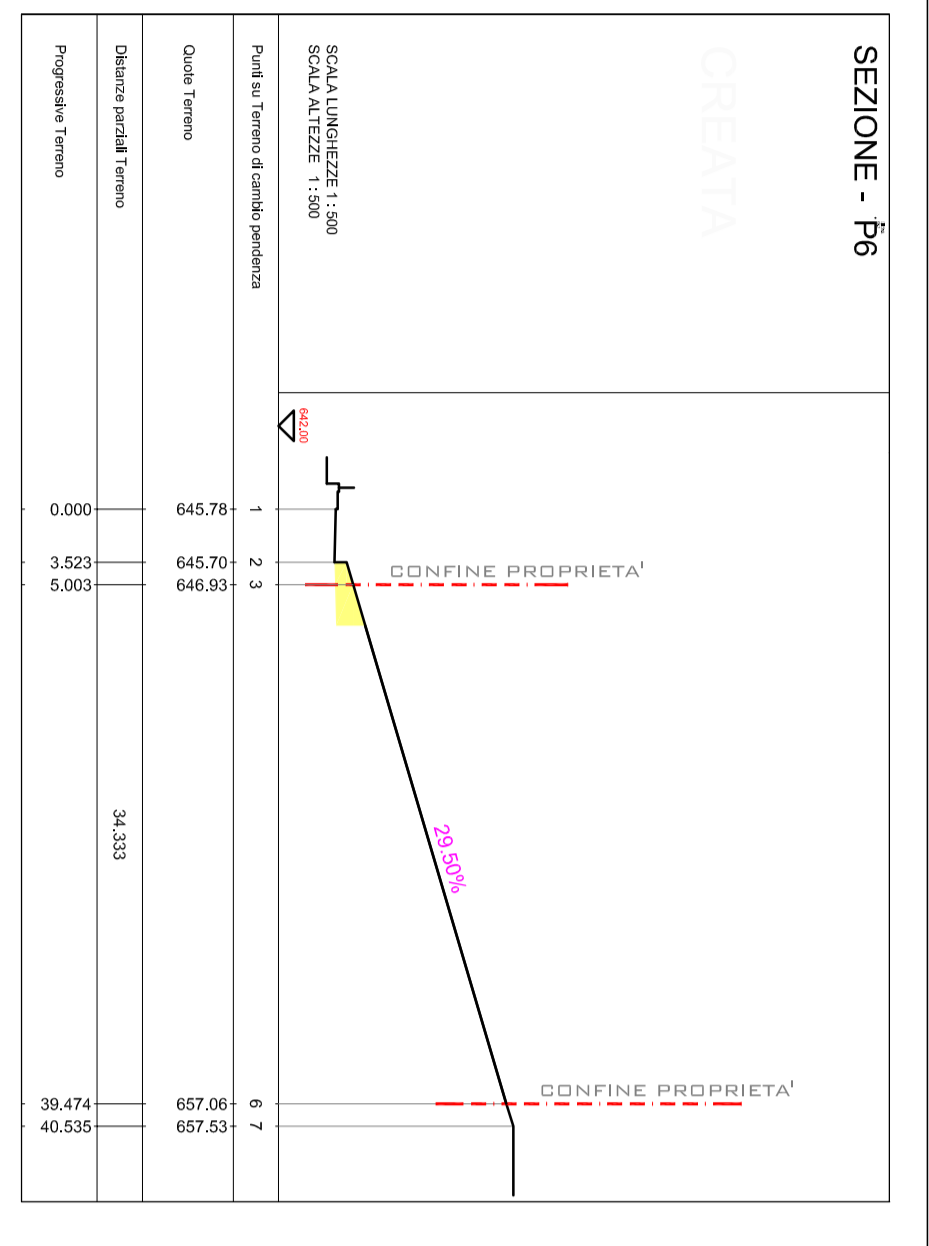 SEZIONE - P6
CREATA
SCALA LUNGHEZZE 1 : 500
SCALA ALTEZZE 1 : 500
642.00
CONFINE PROPRIETA'
29.50%
CONFINE PROPRIETA'
Punti su Terreno di cambio pendenza
1 2 3 6 7
Quote Terreno
645.78 645.70 646.93 657.06 657.53
Distanze parziali Terreno
34.333
Progressive Terreno
0.000 3.523 5.003 39.474 40.535